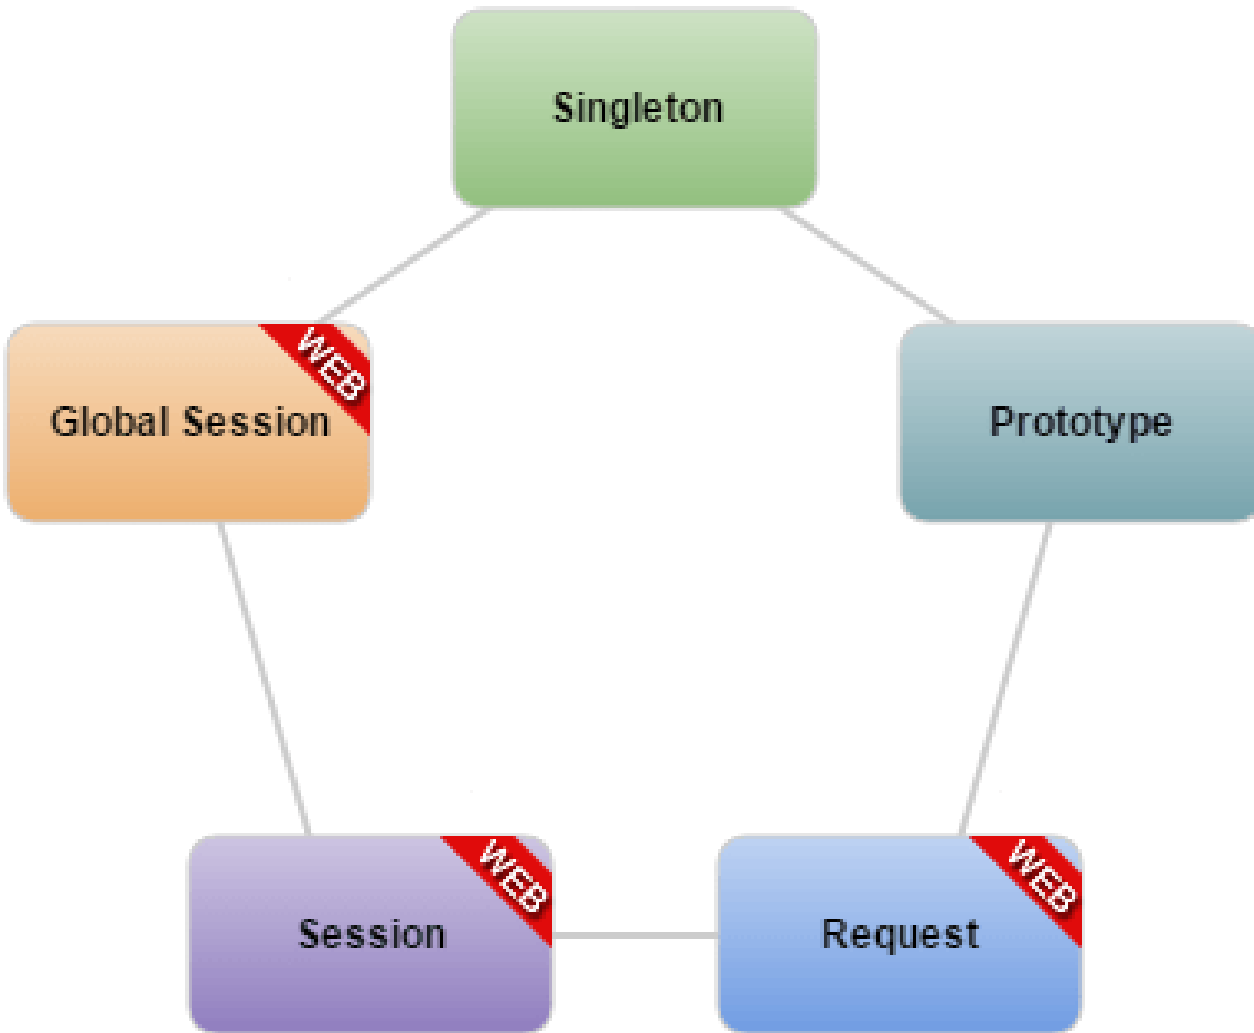 Singleton
WEB
Global Session
Prototype
WEB
Session
WEB
Request